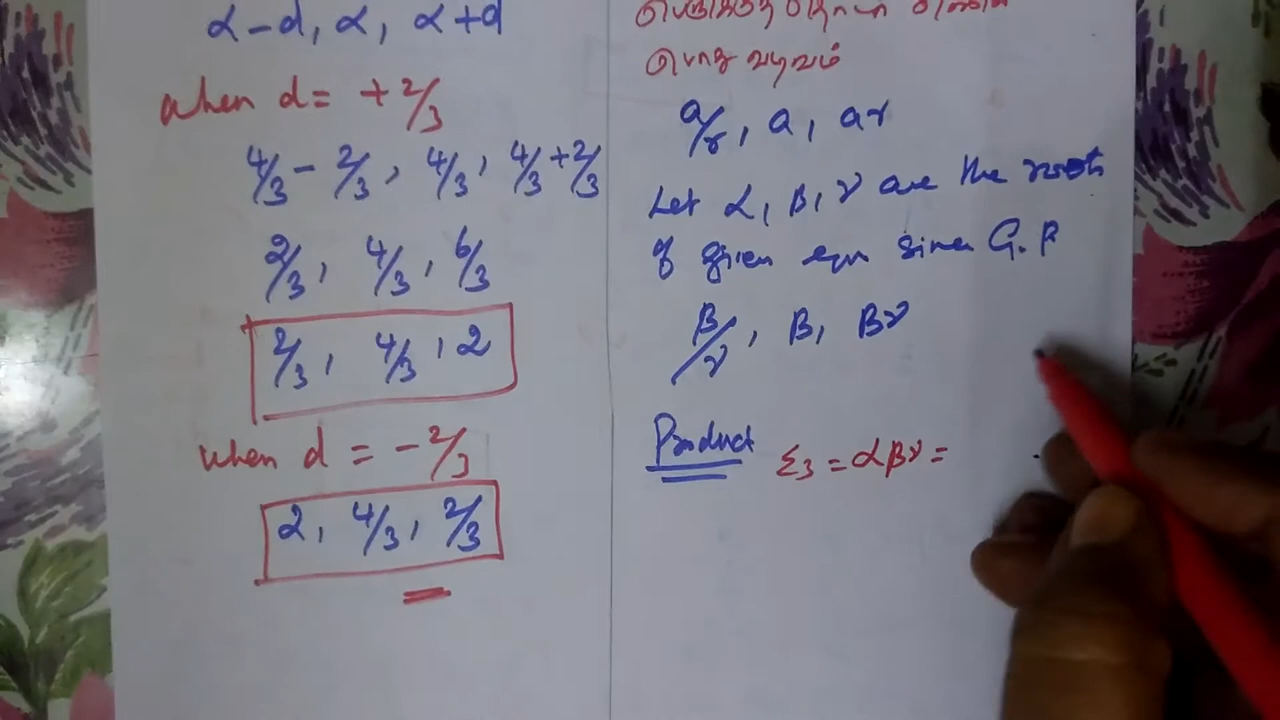 α-d, α, α+d
when d = +2/3
4/3 - 2/3, 4/3, 4/3+2/3
2/3, 4/3, 6/3
2/3, 4/3, 2
when d = -2/3
2, 4/3, 2/3
பொது வடிவம்
a/r, a, ar
Let α, β, γ are the roots
of given eqn since G.P
β/γ, β, βγ
Product Σ3 = αβγ =